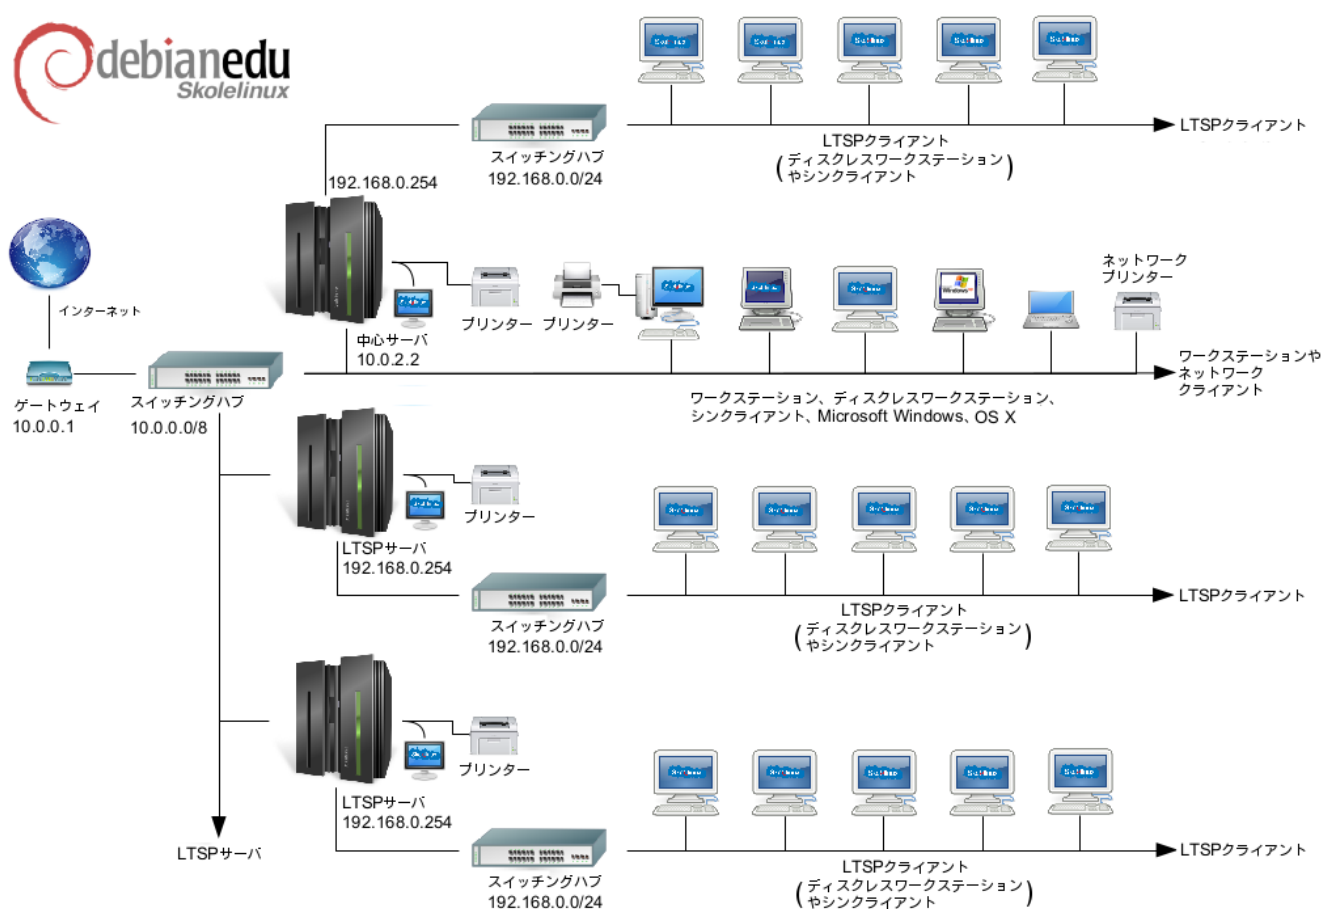 debianedu
Skolelinux
スイッチングハブ
192.168.0.0/24
LTSPクライアント
(ディスクレスワークステーション
やシンクライアント)
LTSPクライアント
192.168.0.254
インターネット
ゲートウェイ
10.0.0.1
スイッチングハブ
10.0.0.0/8
中心サーバ
10.0.2.2
プリンター
プリンター
Windows
ネットワーク
プリンター
ワークステーションや
ネットワーク
クライアント
ワークステーション、ディスクレスワークステーション、
シンクライアント、Microsoft Windows、OS X
プリンター
LTSPサーバ
192.168.0.254
スイッチングハブ
192.168.0.0/24
LTSPクライアント
(ディスクレスワークステーション
やシンクライアント)
LTSPクライアント
プリンター
LTSPサーバ
192.168.0.254
LTSPサーバ
スイッチングハブ
192.168.0.0/24
LTSPクライアント
(ディスクレスワークステーション
やシンクライアント)
LTSPクライアント